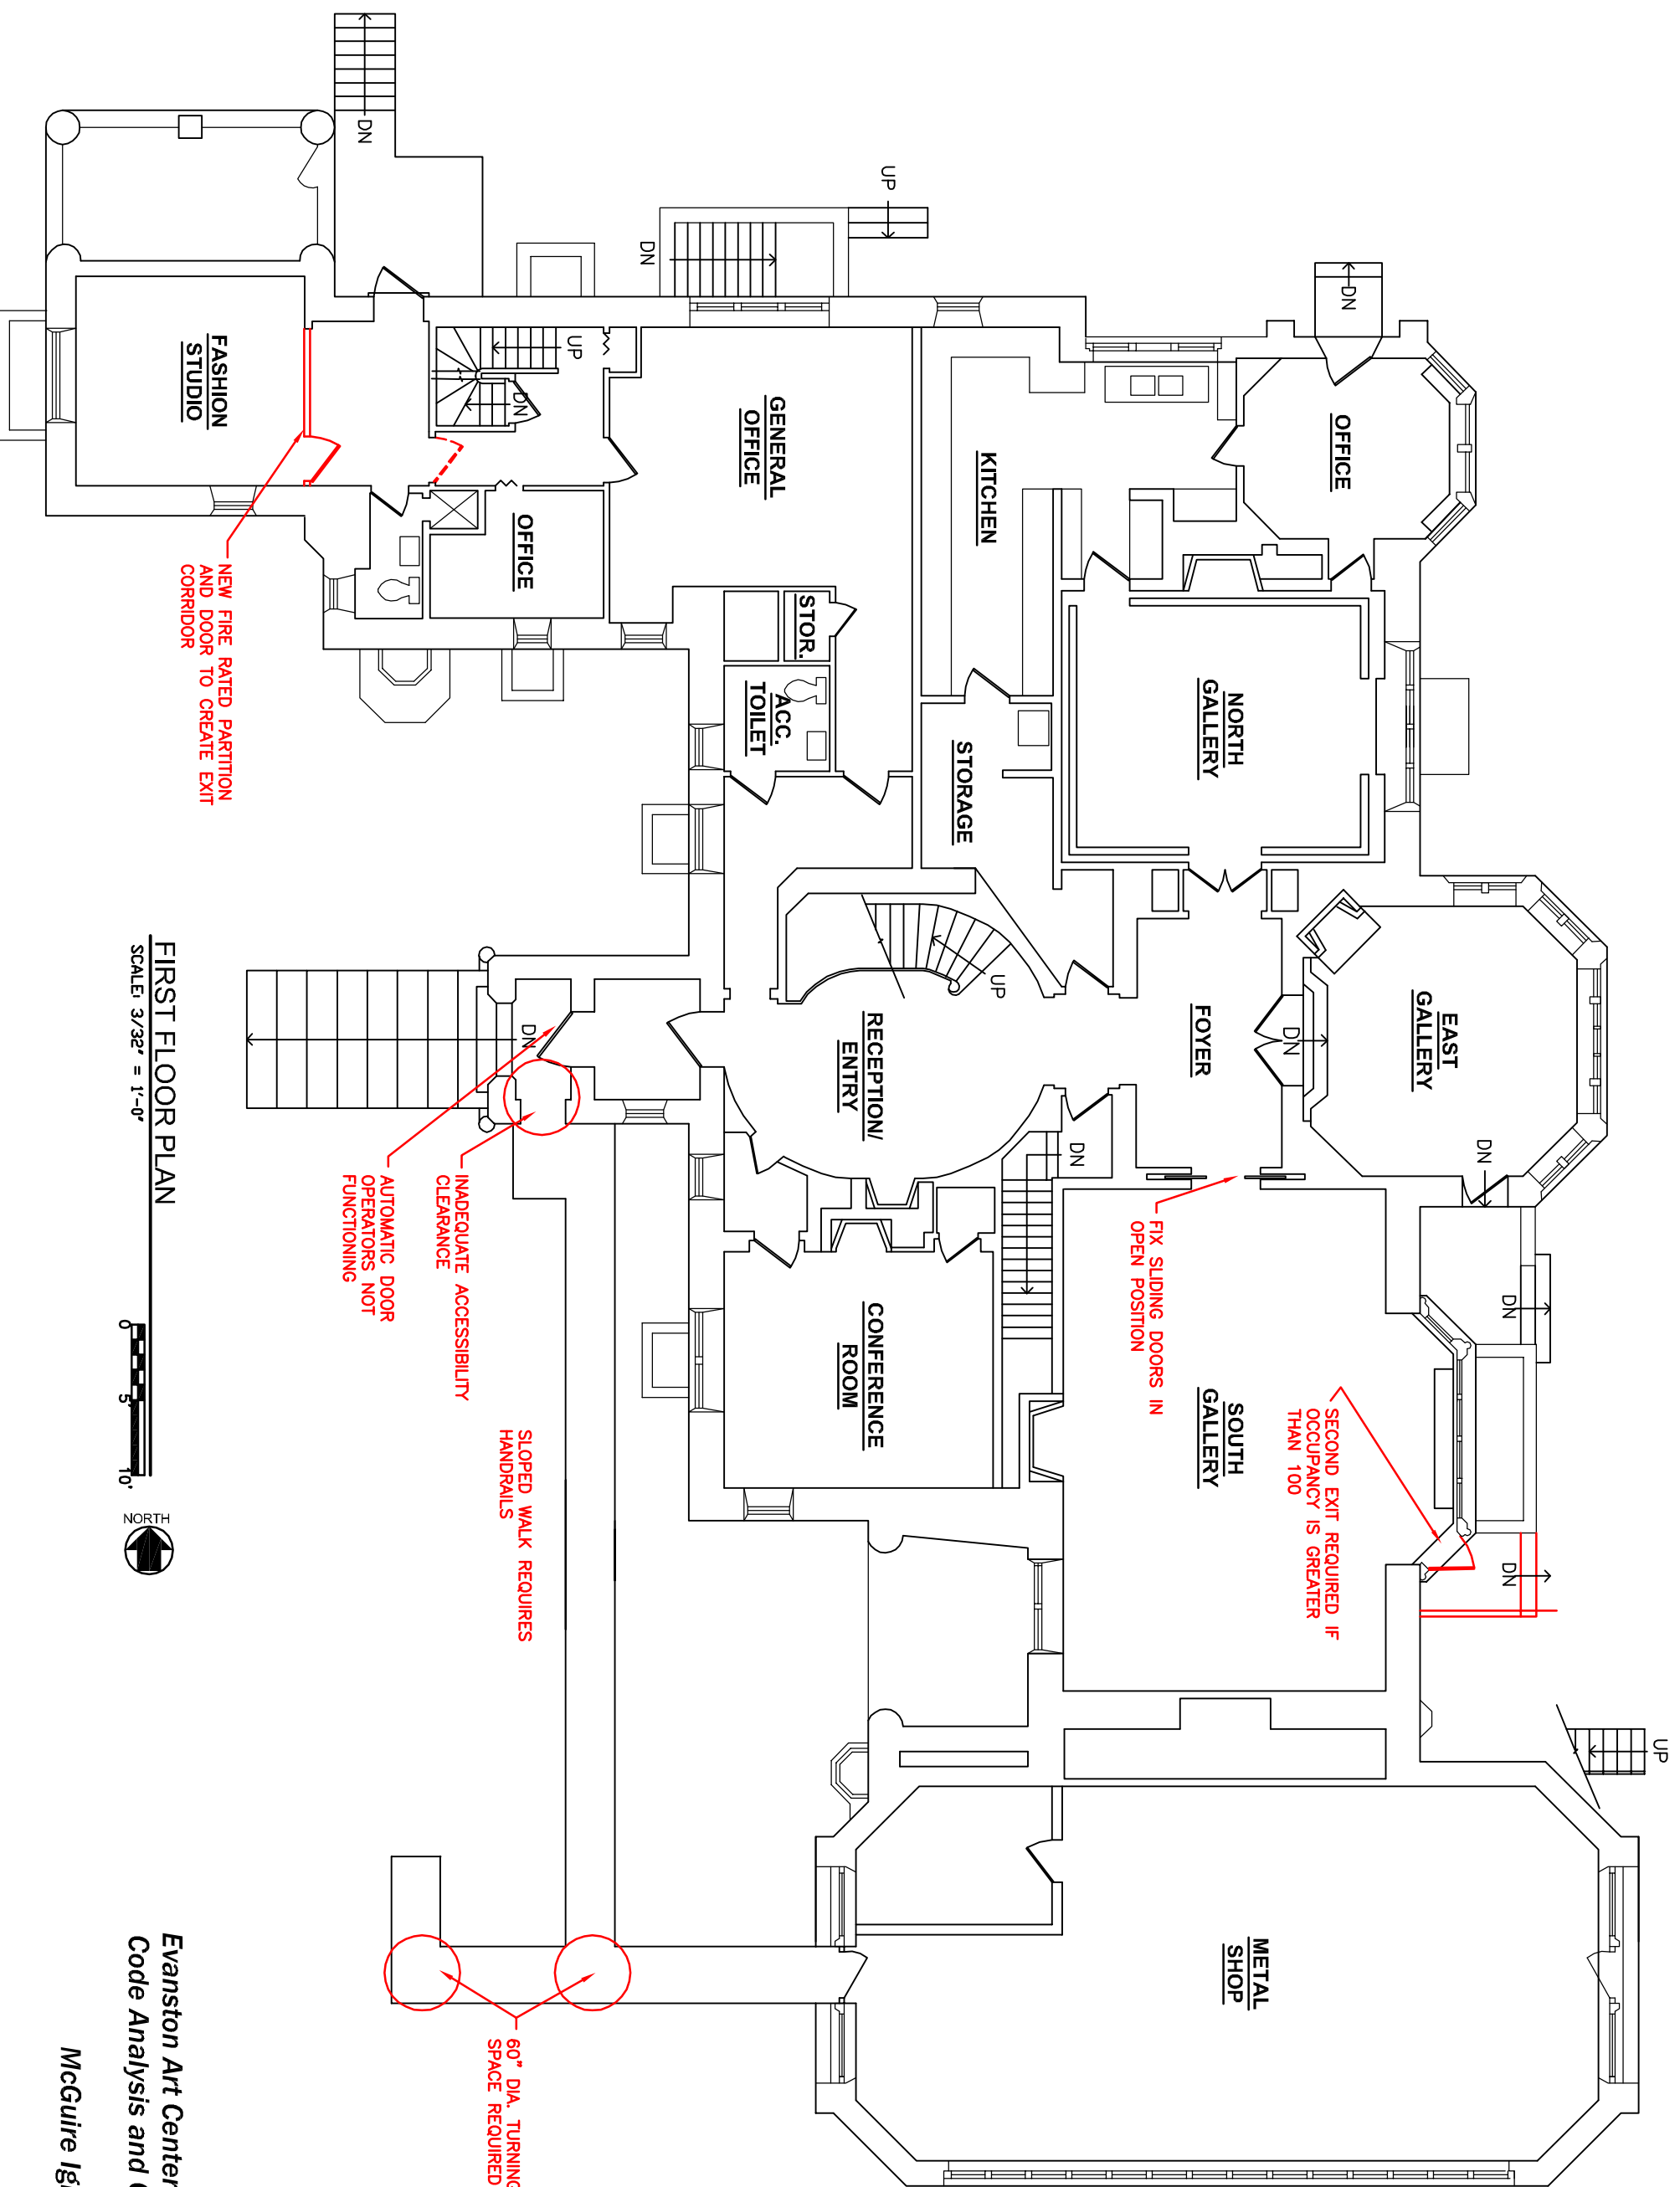 UP
DN
DN
UP
DN
DN
UP
DN
FASHION
STUDIO
GENERAL
OFFICE
OFFICE
KITCHEN
OFFICE
STOR.
ACC.
TOILET
STORAGE
NORTH
GALLERY
NEW FIRE RATED PARTITION
AND DOOR TO CREATE EXIT
CORRIDOR
UP
RECEPTION/
ENTRY
FOYER
DN
EAST
GALLERY
DN
DN
DN
DN
DN
INADEQUATE ACCESSIBILITY
CLEARANCE
AUTOMATIC DOOR
OPERATORS NOT
FUNCTIONING
FIX SLIDING DOORS IN
OPEN POSITION
CONFERENCE
ROOM
SOUTH
GALLERY
SECOND EXIT REQUIRED IF
OCCUPANCY IS GREATER
THAN 100
SLOPED WALK REQUIRES
HANDRAILS
UP
METAL
SHOP
60" DIA. TURNING
SPACE REQUIRED
FIRST FLOOR PLAN
SCALE: 3/32" = 1'-0"
0 5' 10'
NORTH
Evanston Art Center
Code Analysis and
McGuire